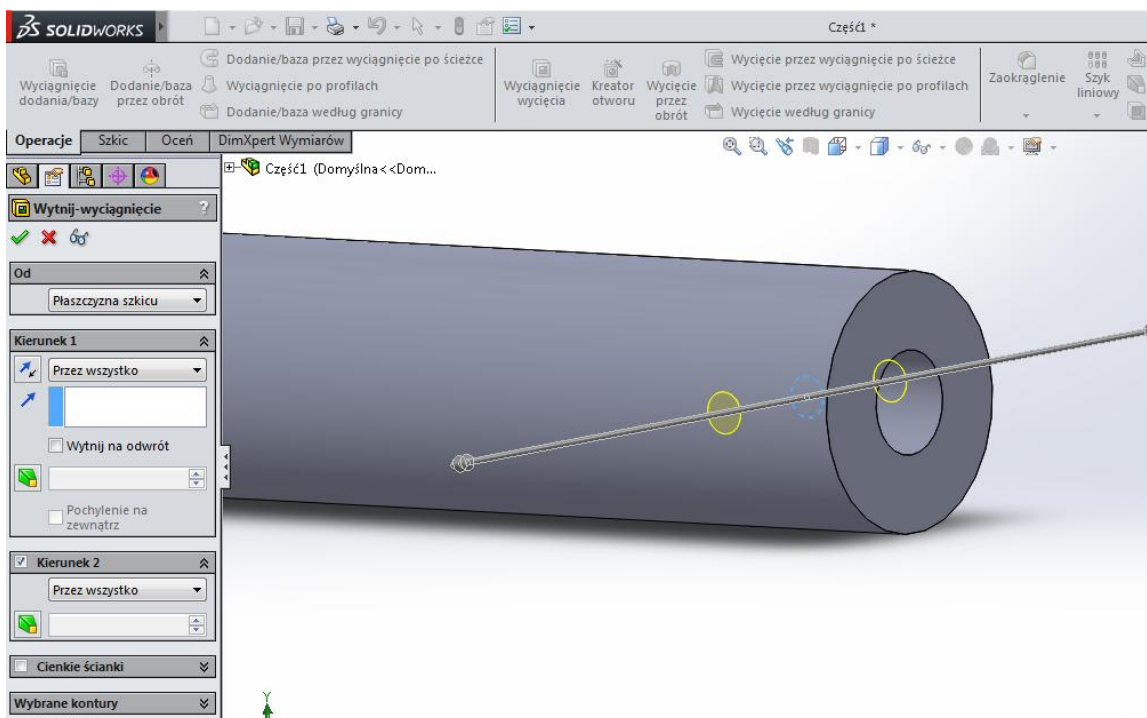 SOLIDWORKS
Część1 *
Wyciągnięcie dodania/bazy
Dodanie/baza przez obrót
Dodanie/baza przez wyciągnięcie po ścieżce
Wyciągnięcie po profilach
Dodanie/baza według granicy
Wyciągnięcie wycięcia
Kreator otworu
Wycięcie przez obrót
Wycięcie przez wyciągnięcie po ścieżce
Wycięcie przez wyciągnięcie po profilach
Wycięcie według granicy
Zaokrąglenie
Szyk liniowy
Operacje
Szkic
Oceń
DimXpert Wymiarów
Część1 (Domyślna<<Dom...
Wytnij-wyciągnięcie
?
Od
Płaszczyzna szkicu
Kierunek 1
Przez wszystko
Wytnij na odwrót
Pochylenie na
zewnątrz
Kierunek 2
Przez wszystko
Cienkie ścianki
Wybrane kontury
Y